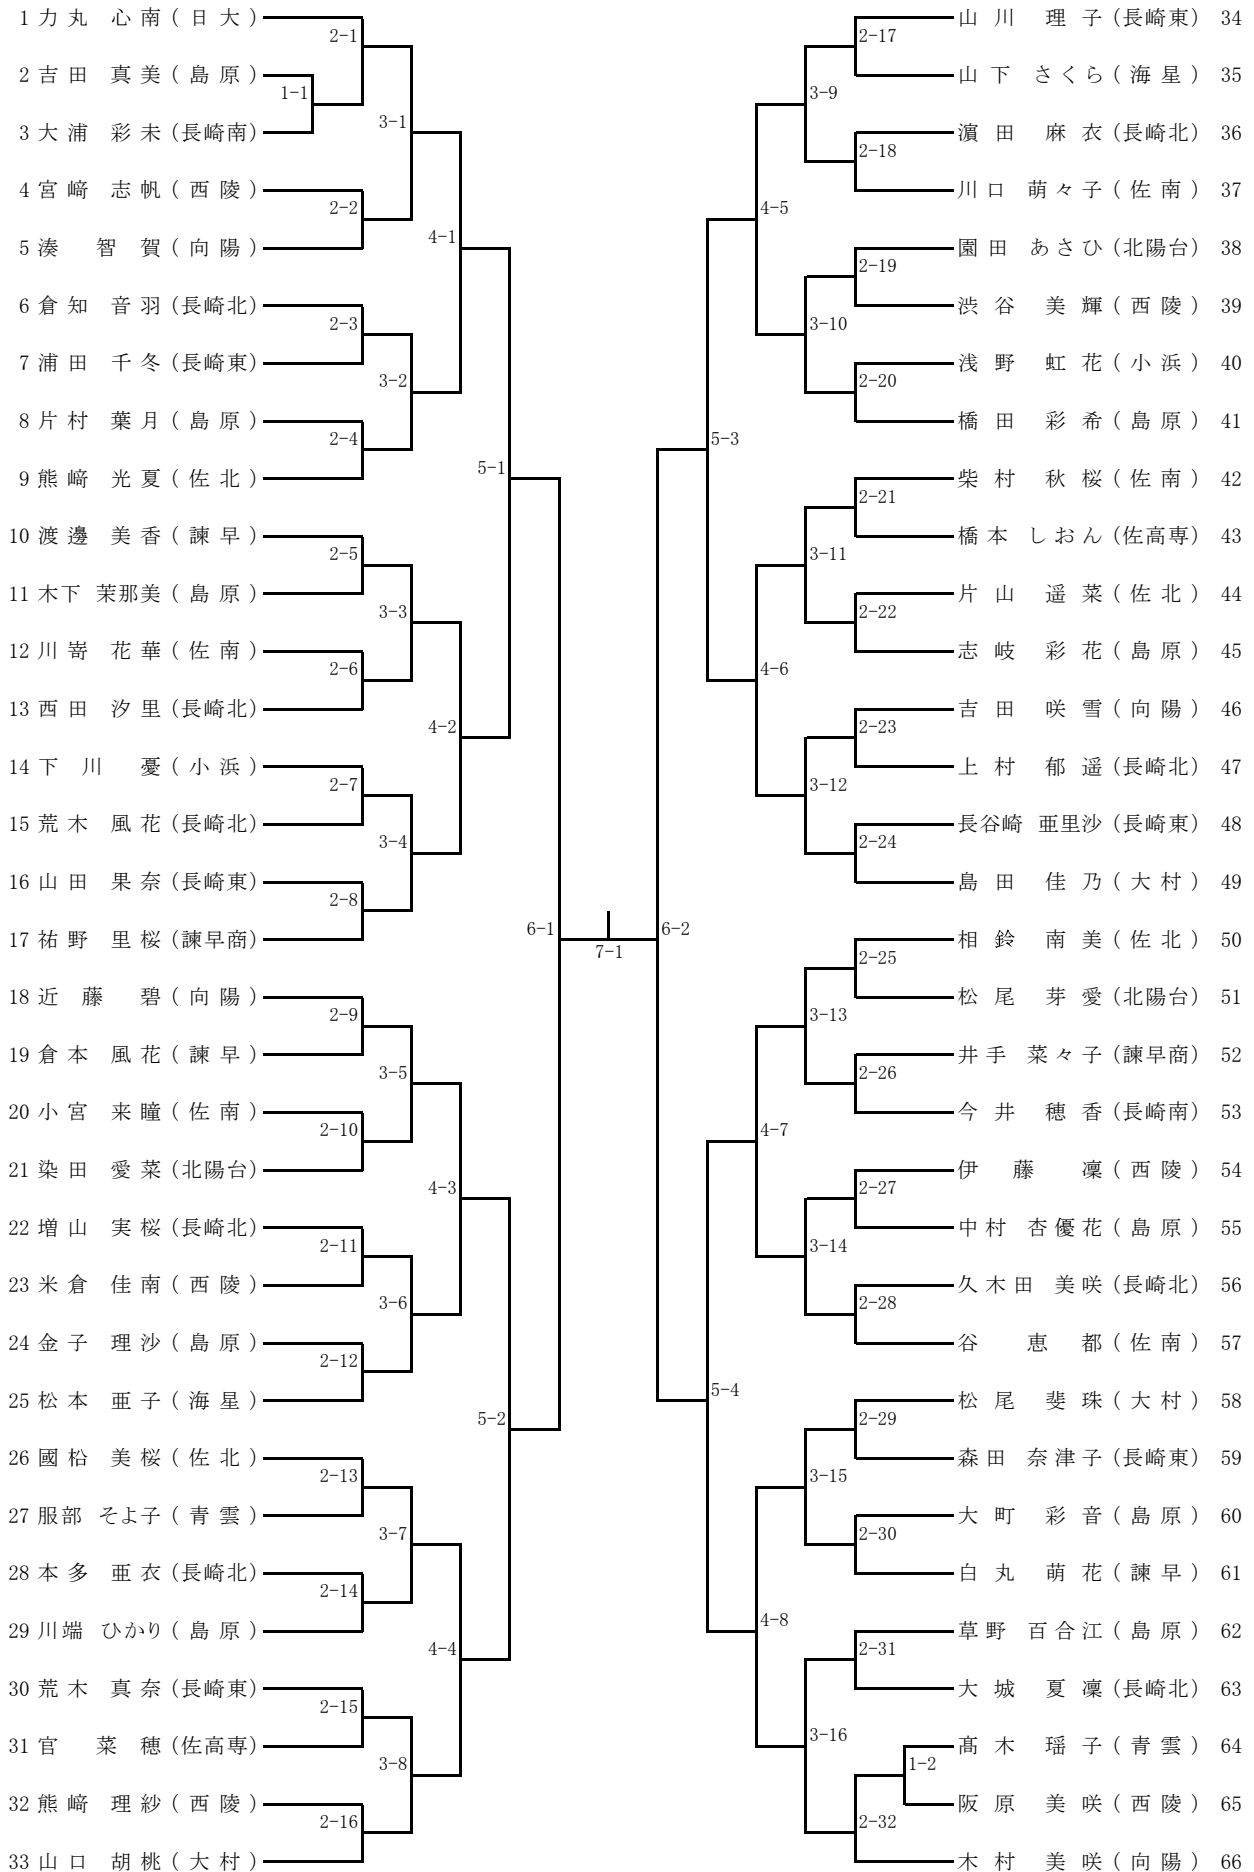 1 力丸 心南 (日大)
2-1
2 吉田 真美 (島原)
1-1
3 大浦 彩未 (長崎南)
3-1
4 宮﨑 志帆 (西陵)
2-2
5 湊 智賀 (向陽)
4-1
6 倉知 音羽 (長崎北)
2-3
7 浦田 千冬 (長崎東)
3-2
8 片村 葉月 (島原)
2-4
9 熊﨑 光夏 (佐北)
5-1
10 渡邊 美香 (諫早)
2-5
11 木下 茉那美 (島原)
3-3
12 川嵜 花華 (佐南)
2-6
13 西田 汐里 (長崎北)
4-2
14 下川 憂 (小浜)
2-7
15 荒木 風花 (長崎北)
3-4
16 山田 果奈 (長崎東)
2-8
17 祐野 里桜 (諫早商)
6-1
7-1
18 近藤 碧 (向陽)
2-9
19 倉本 風花 (諫早)
3-5
20 小宮 来瞳 (佐南)
2-10
21 染田 愛菜 (北陽台)
4-3
22 増山 実桜 (長崎北)
2-11
23 米倉 佳南 (西陵)
3-6
24 金子 理沙 (島原)
2-12
25 松本 亜子 (海星)
5-2
26 國松 美桜 (佐北)
2-13
27 服部 そよ子 (青雲)
3-7
28 本多 亜衣 (長崎北)
2-14
29 川端 ひかり (島原)
4-4
30 荒木 真奈 (長崎東)
2-15
31 官 菜穂 (佐高専)
3-8
32 熊﨑 理紗 (西陵)
2-16
33 山口 胡桃 (大村)
山川 理子 (長崎東) 34
2-17
山下 さくら (海星) 35
3-9
濵田 麻衣 (長崎北) 36
2-18
川口 萌々子 (佐南) 37
4-5
園田 あさひ (北陽台) 38
2-19
渋谷 美輝 (西陵) 39
3-10
浅野 虹花 (小浜) 40
2-20
橋田 彩希 (島原) 41
5-3
柴村 秋桜 (佐南) 42
2-21
橋本 しおん (佐高専) 43
3-11
片山 遥菜 (佐北) 44
2-22
志岐 彩花 (島原) 45
4-6
吉田 咲雪 (向陽) 46
2-23
上村 郁遥 (長崎北) 47
3-12
長谷崎 亜里沙 (長崎東) 48
2-24
島田 佳乃 (大村) 49
6-2
相鈴 南美 (佐北) 50
2-25
松尾 芽愛 (北陽台) 51
3-13
井手 菜々子 (諫早商) 52
2-26
今井 穂香 (長崎南) 53
4-7
伊藤 凜 (西陵) 54
2-27
中村 杏優花 (島原) 55
3-14
久木田 美咲 (長崎北) 56
2-28
谷 恵都 (佐南) 57
5-4
松尾 斐珠 (大村) 58
2-29
森田 奈津子 (長崎東) 59
3-15
大町 彩音 (島原) 60
2-30
白丸 萌花 (諫早) 61
4-8
草野 百合江 (島原) 62
2-31
大城 夏凜 (長崎北) 63
3-16
髙木 瑶子 (青雲) 64
1-2
阪原 美咲 (西陵) 65
2-32
木村 美咲 (向陽) 66